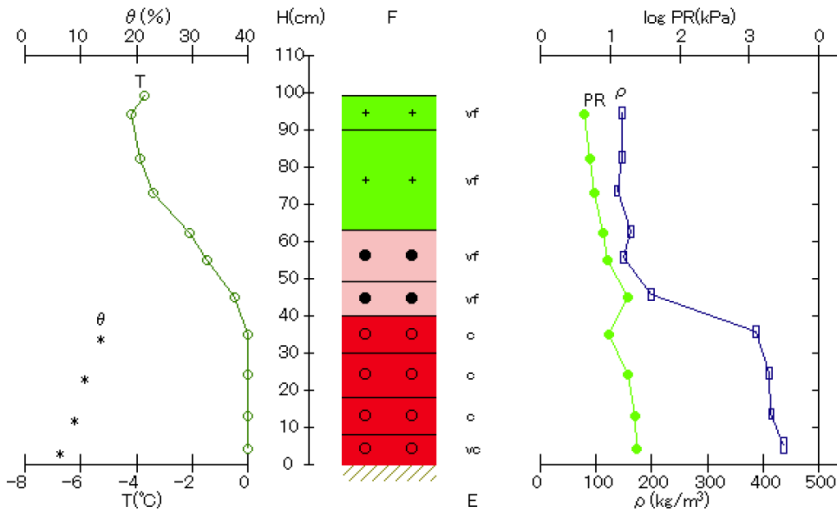 θ(%) H(cm) F log PR(kPa)
0 10 20 30 40 0 1 2 3 4
110
T
100
PR ρ
vf
90
80
vf
70
60
vf
50
vf
40
θ
c
30
c
20
c
10
vc
0
-8 -6 -4 -2 0 0 100 200 300 400 500
T(℃) E ρ(kg/m³)